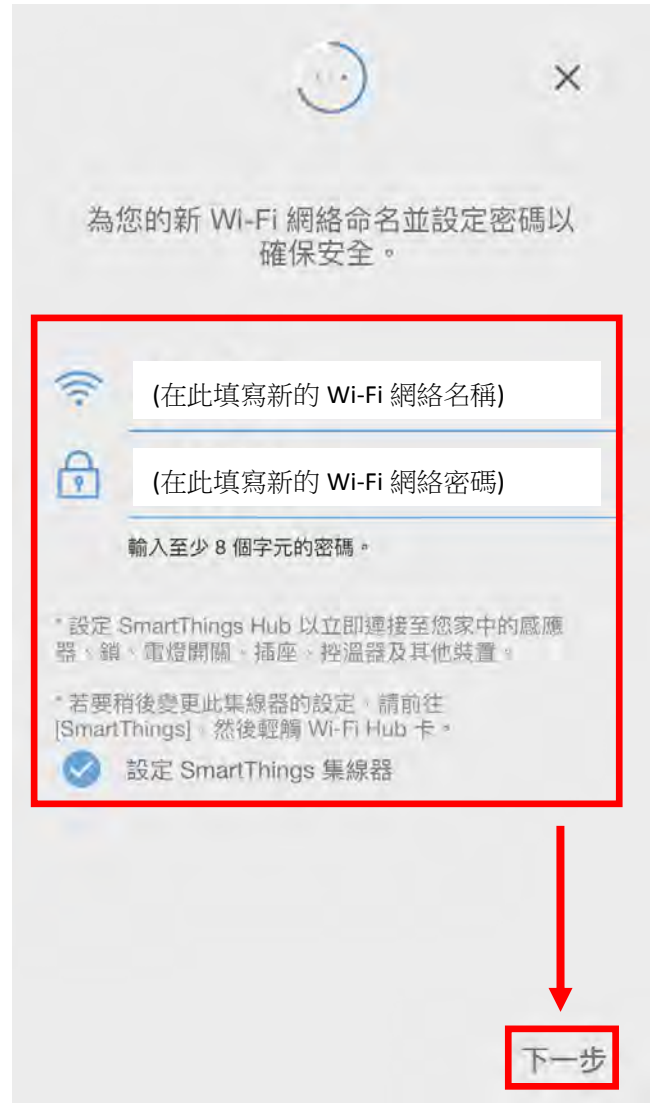 為您的新 Wi-Fi 網絡命名並設定密碼以
確保安全。
(在此填寫新的 Wi-Fi 網絡名稱)
(在此填寫新的 Wi-Fi 網絡密碼)
輸入至少 8 個字元的密碼。
* 設定 SmartThings Hub 以立即連接至您家中的感應
器、鎖、電燈開關、插座、控溫器及其他裝置。
* 若要稍後變更此集線器的設定,請前往
[SmartThings],然後輕觸 Wi-Fi Hub 卡。
設定 SmartThings 集線器
下一步